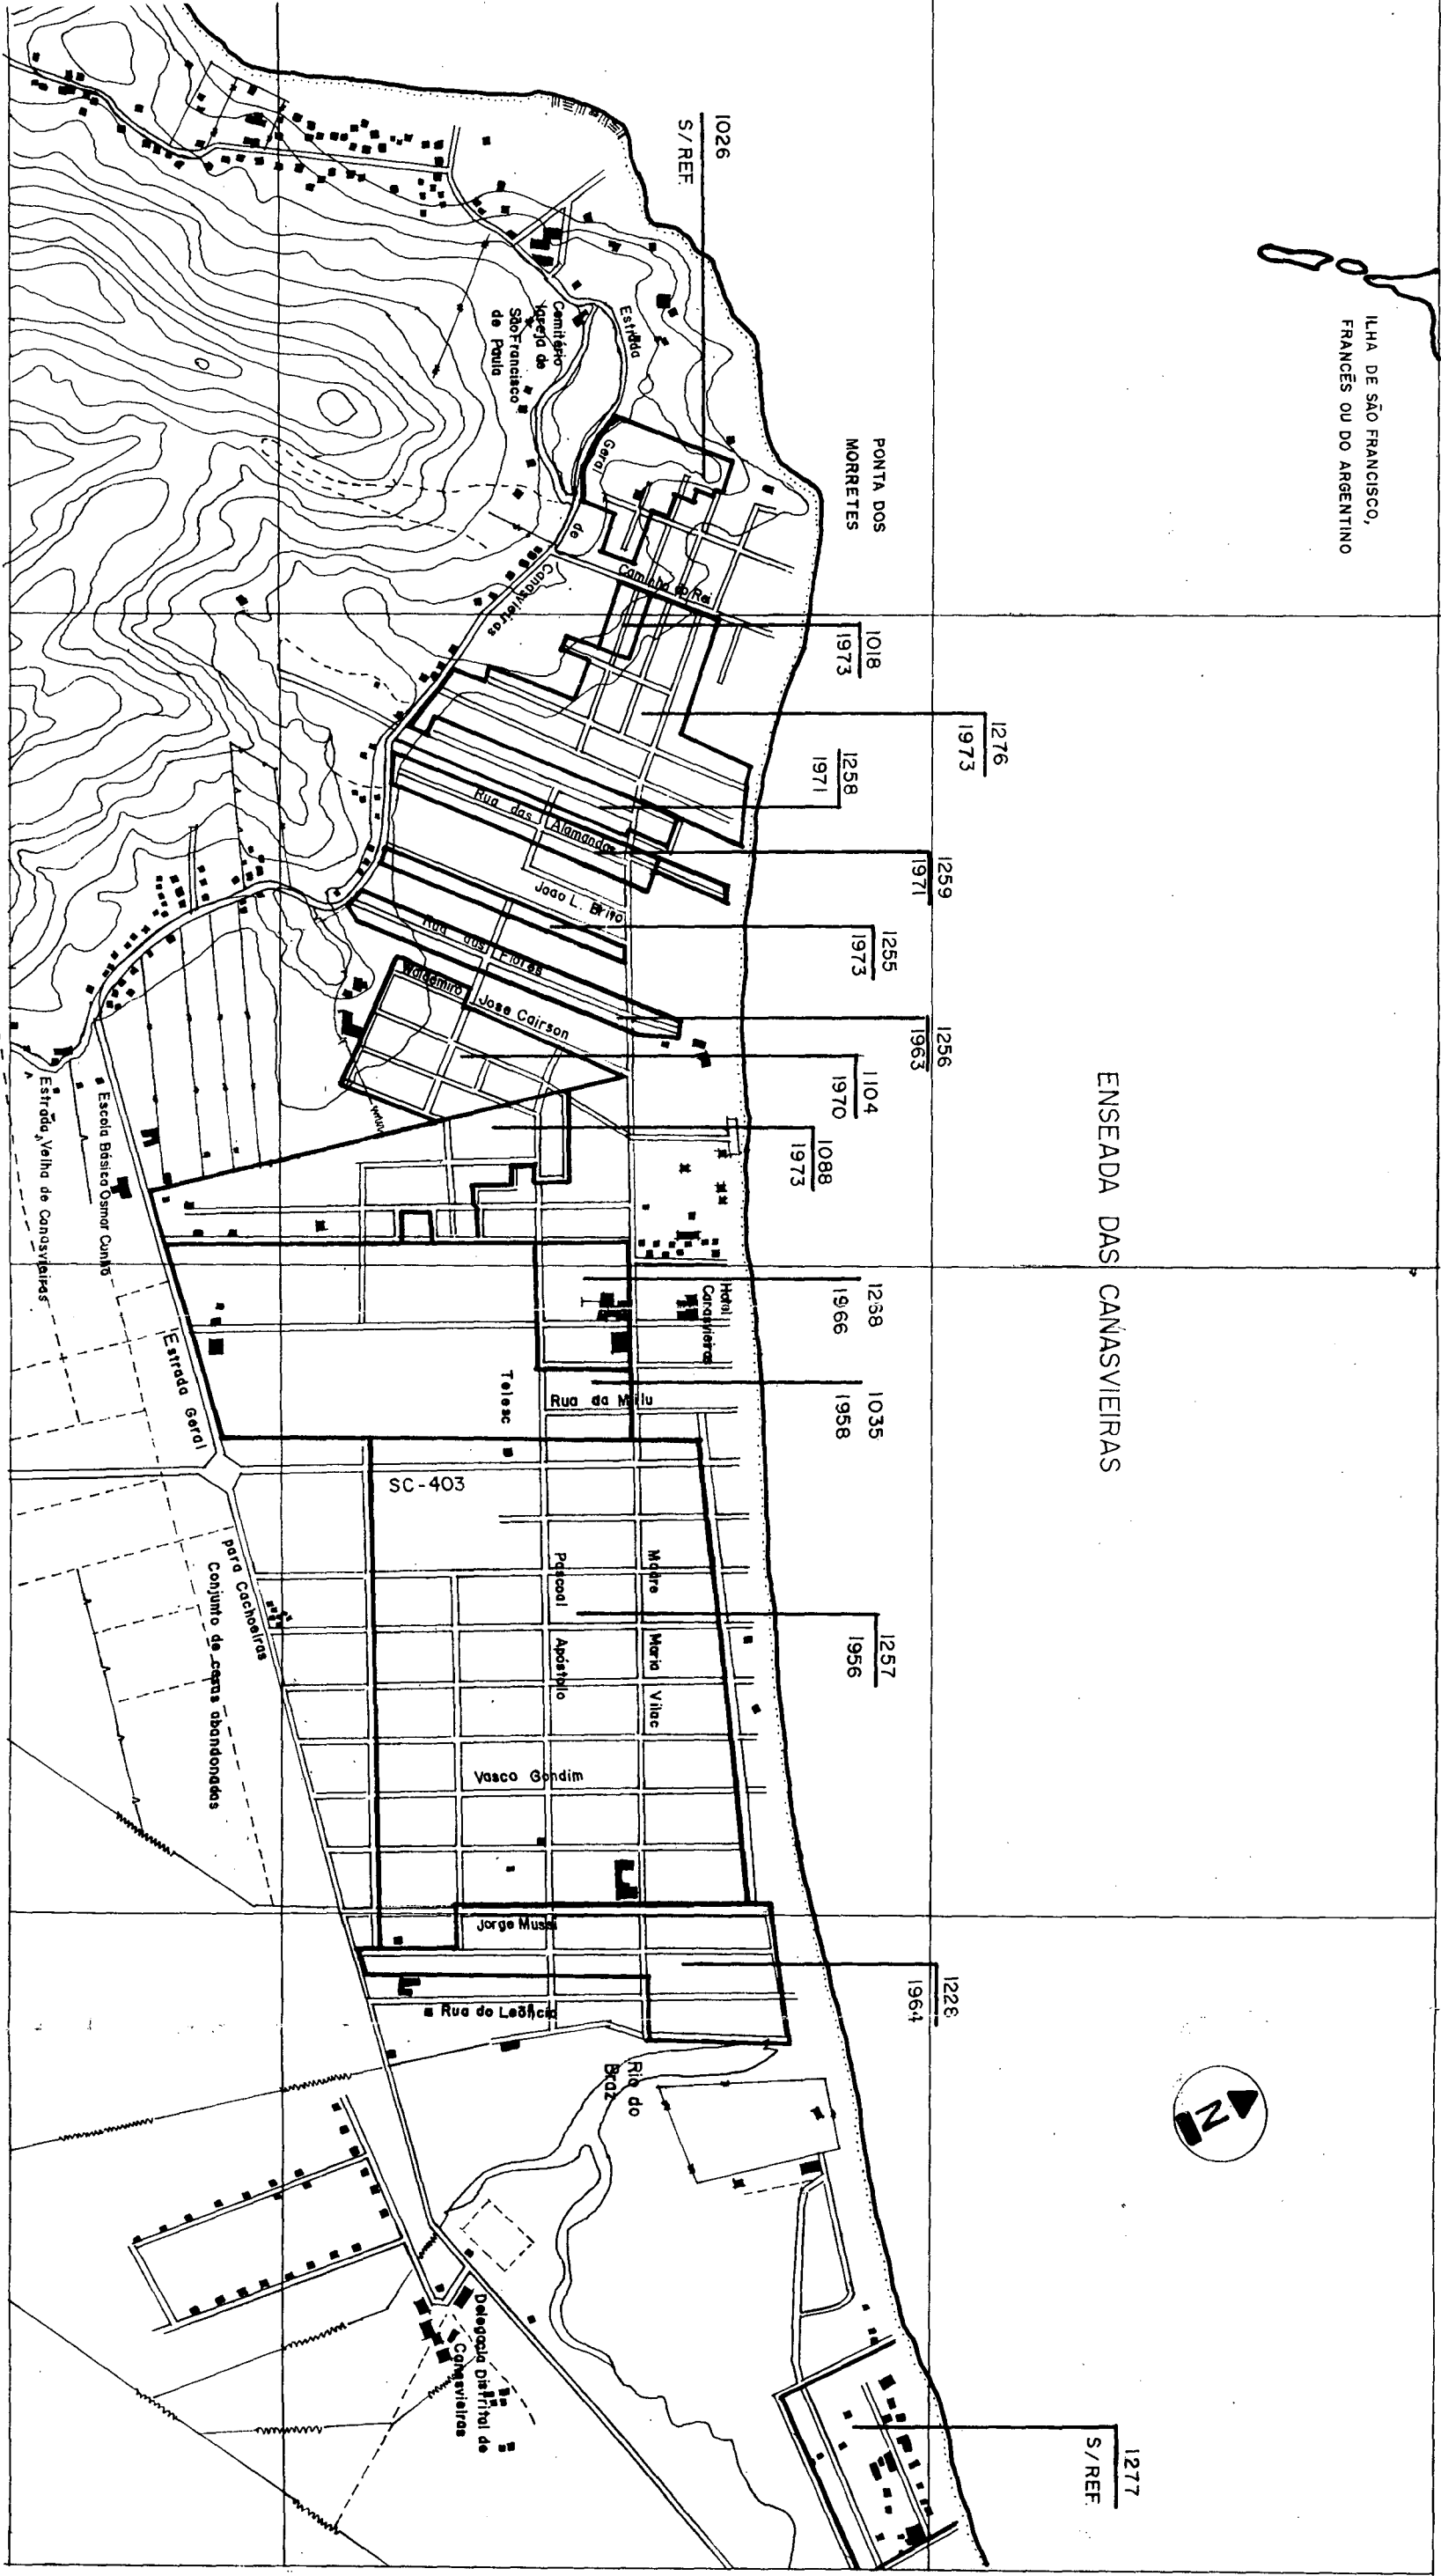 ILHA DE SÃO FRANCISCO,
FRANCÊS OU DO ARGENTINO
ENSEADA DAS CANASVIEIRAS
N
PONTA DOS
MORRETES
1026
S/REF.
1018
1973
1276
1973
1258
1971
1259
1971
1255
1973
1256
1963
1104
1970
1088
1973
1268
1966
1035
1958
1257
1956
1228
1964
1277
S/REF.
Estrada
Geral
de
Canasvieiras
Cemitério
Igreja de
São Francisco
de Paula
Caminho do Rei
Rua das Alamandas
João L. Brito
Rua das Flores
Waldemiro José Cairson
Hotel
Canasvieiras
Rua da Milu
Telesc
SC-403
Madre Maria Vilac
Pascoal Apóstolo
Vasco Gondim
Jorge Mussi
Rua do Leôncio
Rio do
Braz
Escola Básica Osmar Cunha
Estrada Velha de Canasvieiras
Estrada Geral
para Cachoeiras
Conjunto de casas abandonadas
Delegacia Distrital de
Canasvieiras